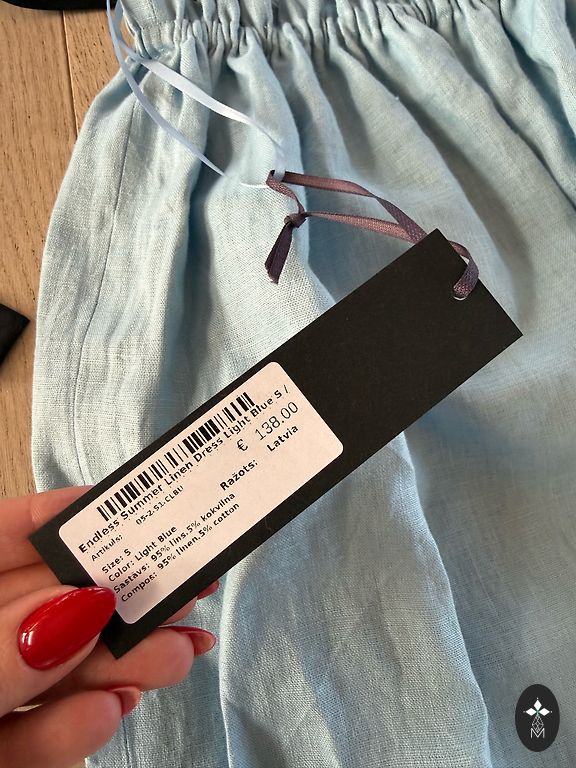 Endless Summer Linen Dress Light Blue S /
Artikuls: 05-2-S1.CLBU
€ 138.00
Size: S
Ražots: Latvia
Color: Light Blue
Sastavs: 95% lins.5% kokvilna
Compos: 95% linen.5% cotton